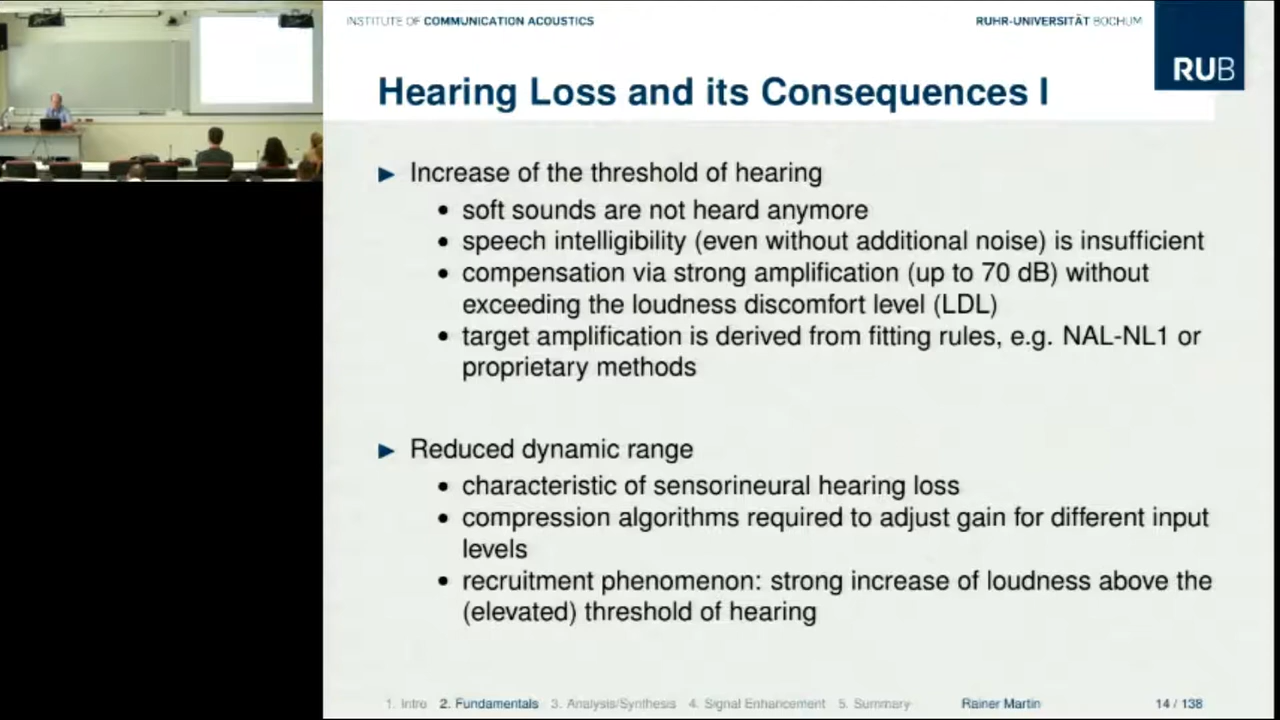 INSTITUTE OF COMMUNICATION ACOUSTICS
RUHR-UNIVERSITÄT BOCHUM
RUB
Hearing Loss and its Consequences I
► Increase of the threshold of hearing
• soft sounds are not heard anymore
• speech intelligibility (even without additional noise) is insufficient
• compensation via strong amplification (up to 70 dB) without
exceeding the loudness discomfort level (LDL)
• target amplification is derived from fitting rules, e.g. NAL-NL1 or
proprietary methods
► Reduced dynamic range
• characteristic of sensorineural hearing loss
• compression algorithms required to adjust gain for different input
levels
• recruitment phenomenon: strong increase of loudness above the
(elevated) threshold of hearing
1. Intro 2. Fundamentals 3. Analysis/Synthesis 4. Signal Enhancement 5. Summary Rainer Martin 14 / 138